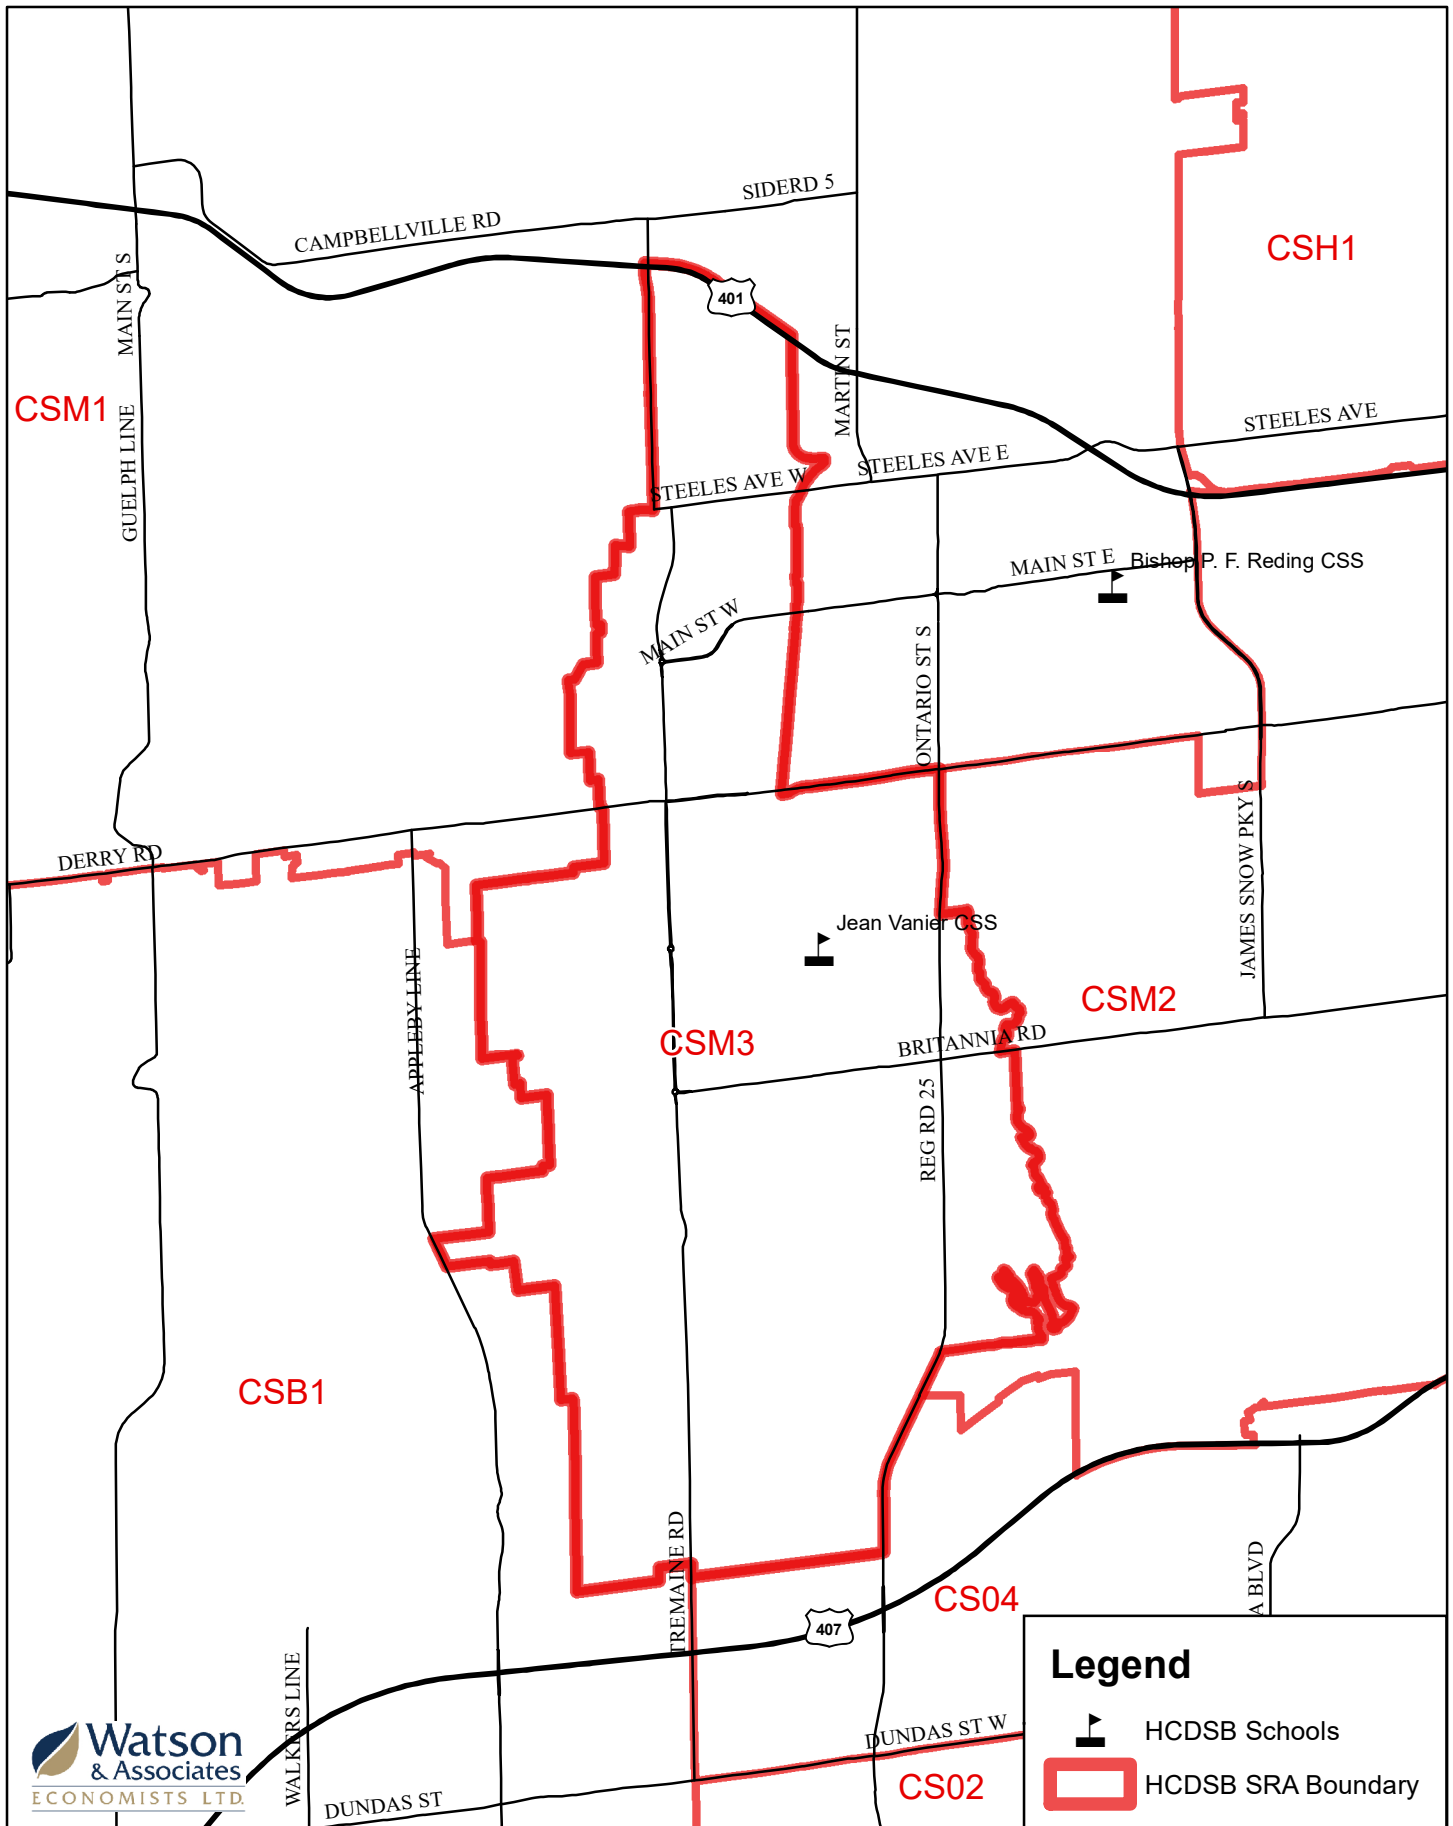 SIDERD 5
CAMPBELLVILLE RD
CSH1
MAIN ST S
401
MARTIN ST
CSM1
GUELPH LINE
STEELES AVE
STEELES AVE E
STEELES AVE W
MAIN ST E
Bishop P. F. Reding CSS
MAIN ST W
ONTARIO ST S
DERRY RD
JAMES SNOW PKY S
Jean Vanier CSS
APPLEBY LINE
CSM2
CSM3
BRITANNIA RD
REG RD 25
CSB1
TREMAINE RD
CS04
A BLVD
407
WALKERS LINE
DUNDAS ST W
CS02
DUNDAS ST
Legend
HCDSB Schools
HCDSB SRA Boundary
Watson
& Associates
ECONOMISTS LTD.